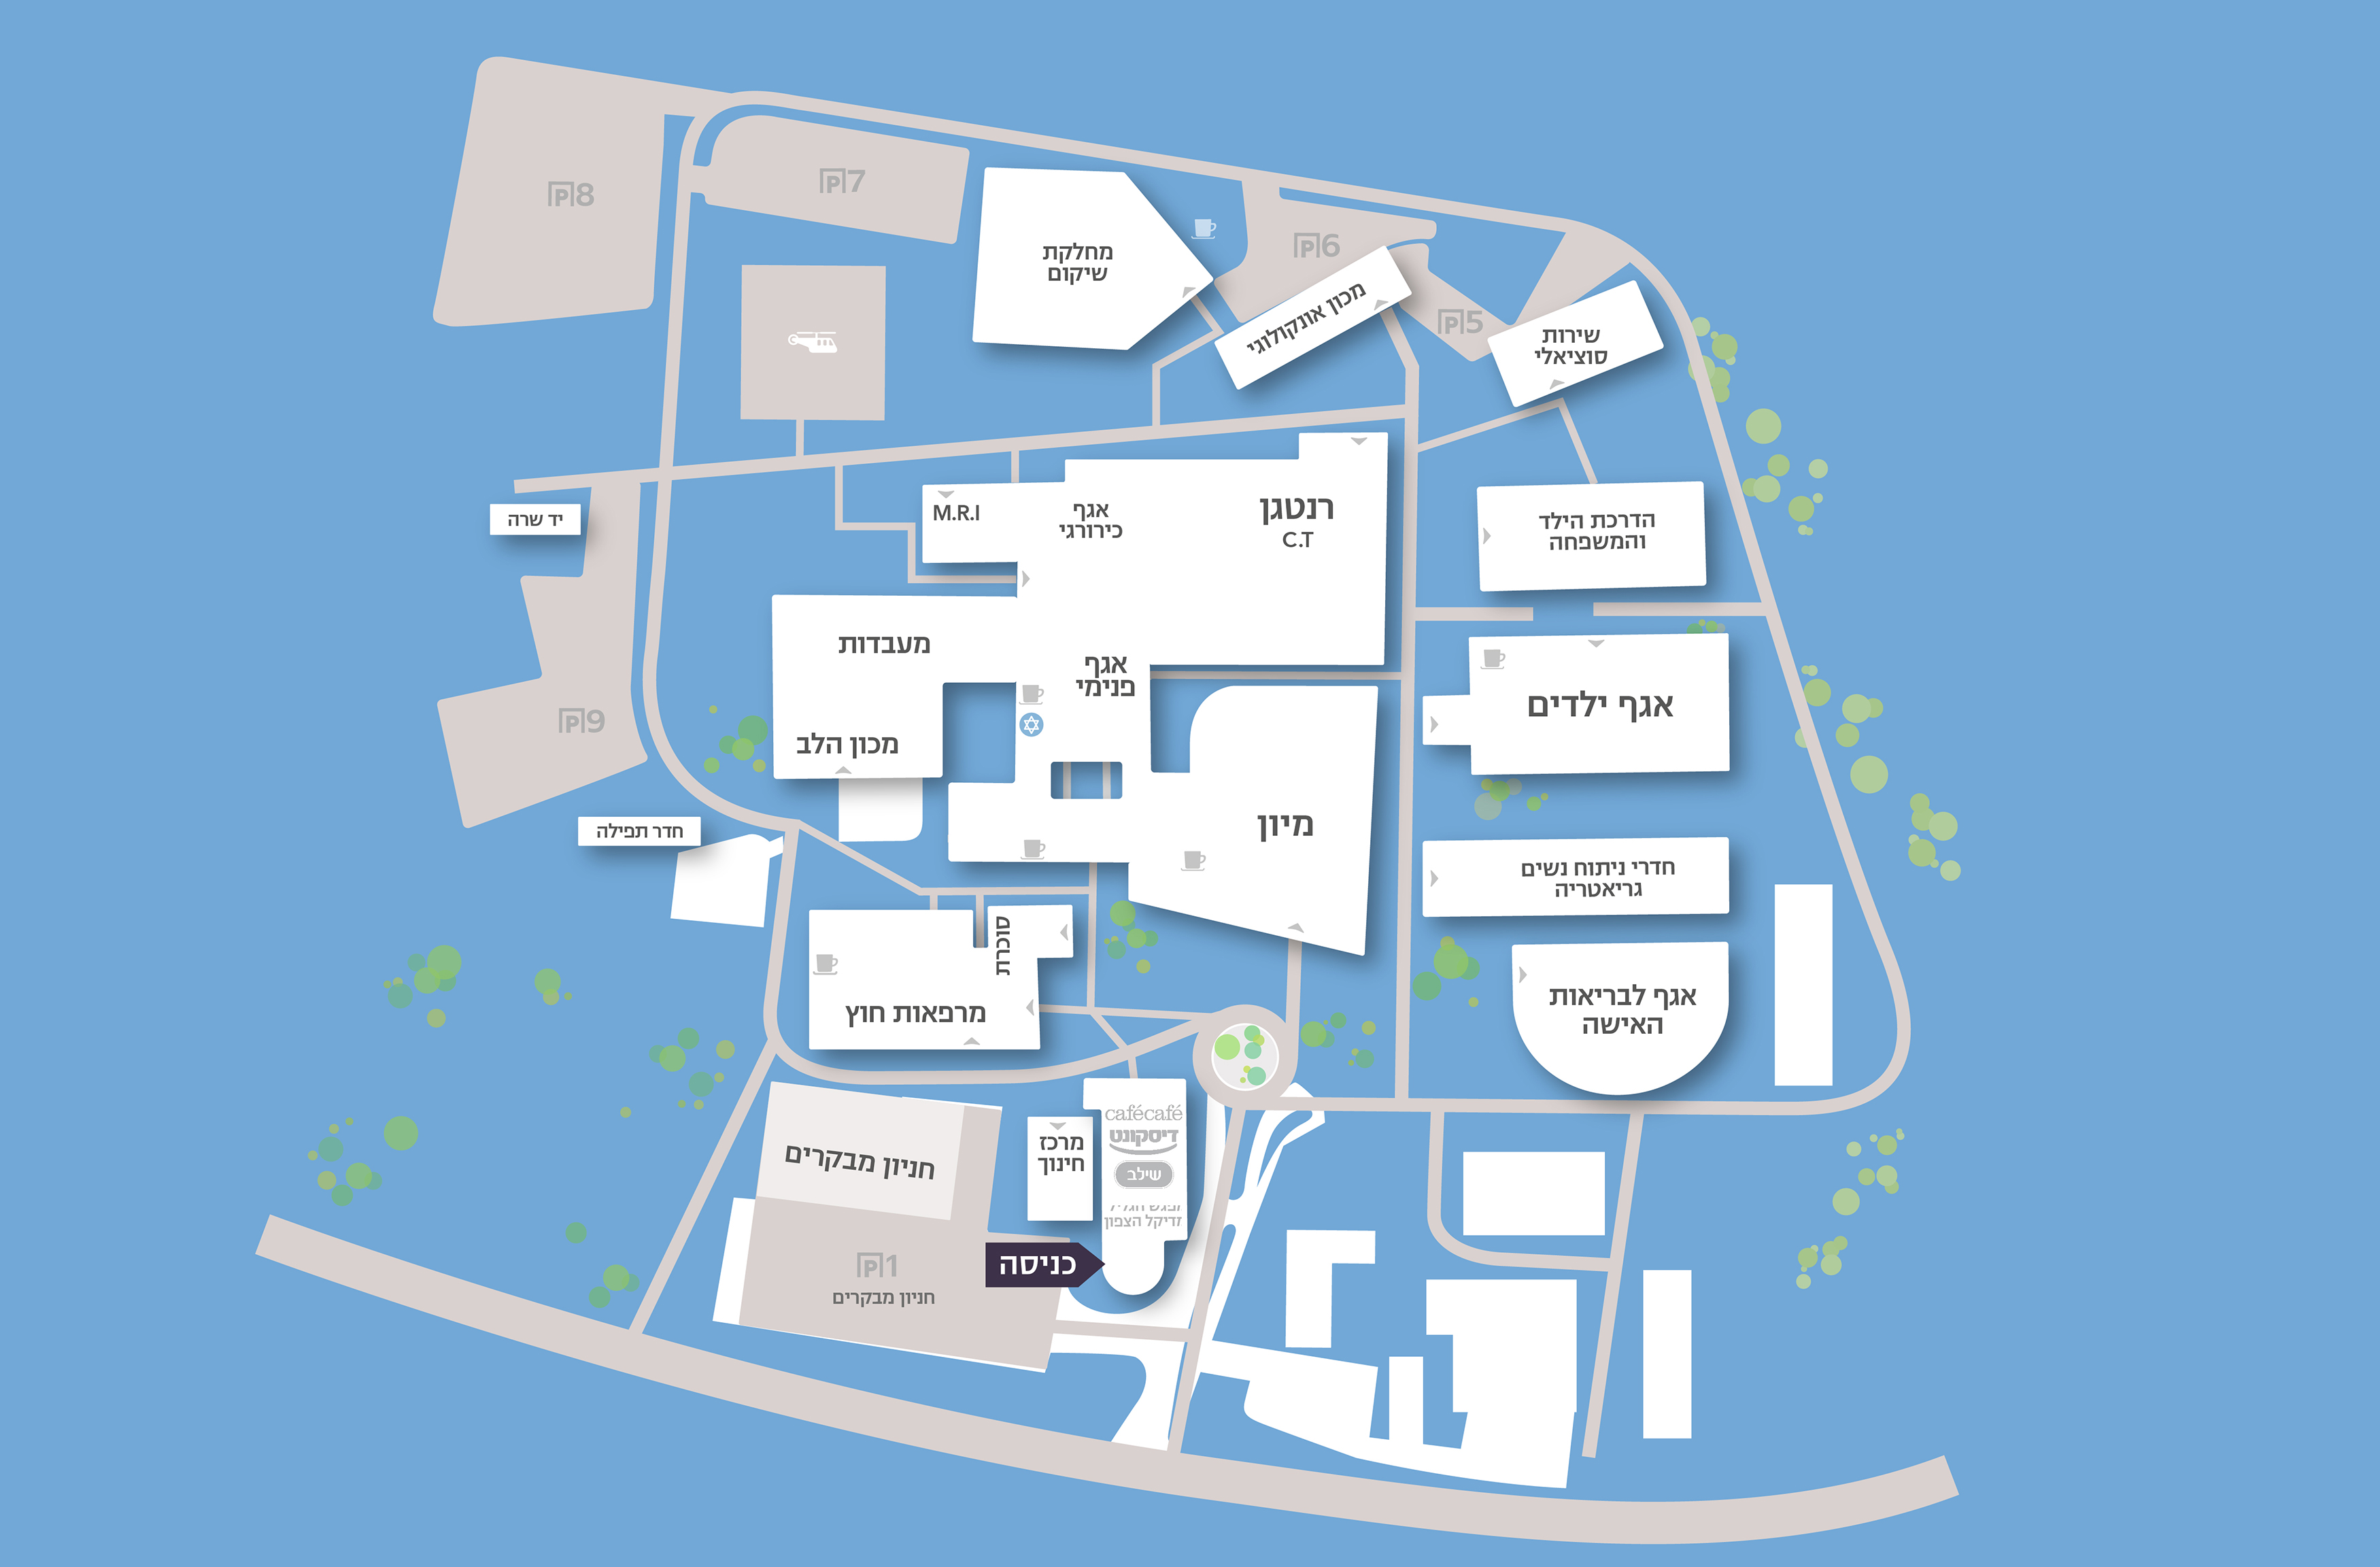 P8
P7
מחלקת
שיקום
P6
מכון אונקולוגי
P5
שירות
סוציאלי
יד שרה
M.R.I
אגף
כירורגי
רנטגן
C.T
הדרכת הילד
והמשפחה
מעבדות
אגף
פנימי
אגף ילדים
P9
מכון הלב
מיון
חדר תפילה
חדרי ניתוח נשים
גריאטריה
סוכרת
מרפאות חוץ
אגף לבריאות
האישה
cafécafé
דיסקונט
שילב
הגליל
הצפון
מרכז
חינוך
חניון מבקרים
כניסה
P1
חניון מבקרים